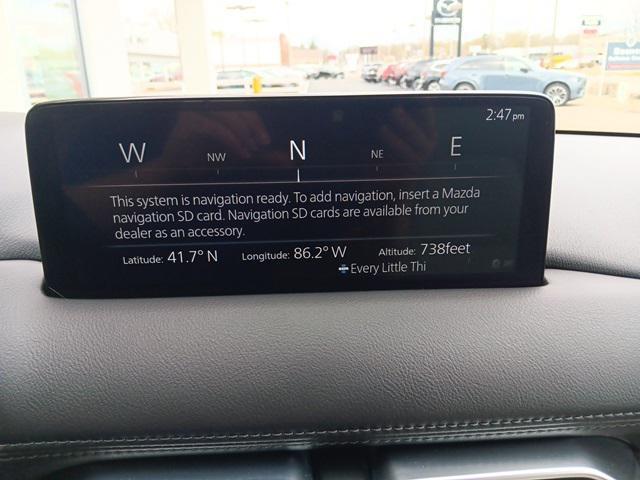 2:47pm
W NW N NE E
This system is navigation ready. To add navigation, insert a Mazda
navigation SD card. Navigation SD cards are available from your
dealer as an accessory.
Latitude: 41.7° N Longitude: 86.2° W Altitude: 738feet
Every Little Thi